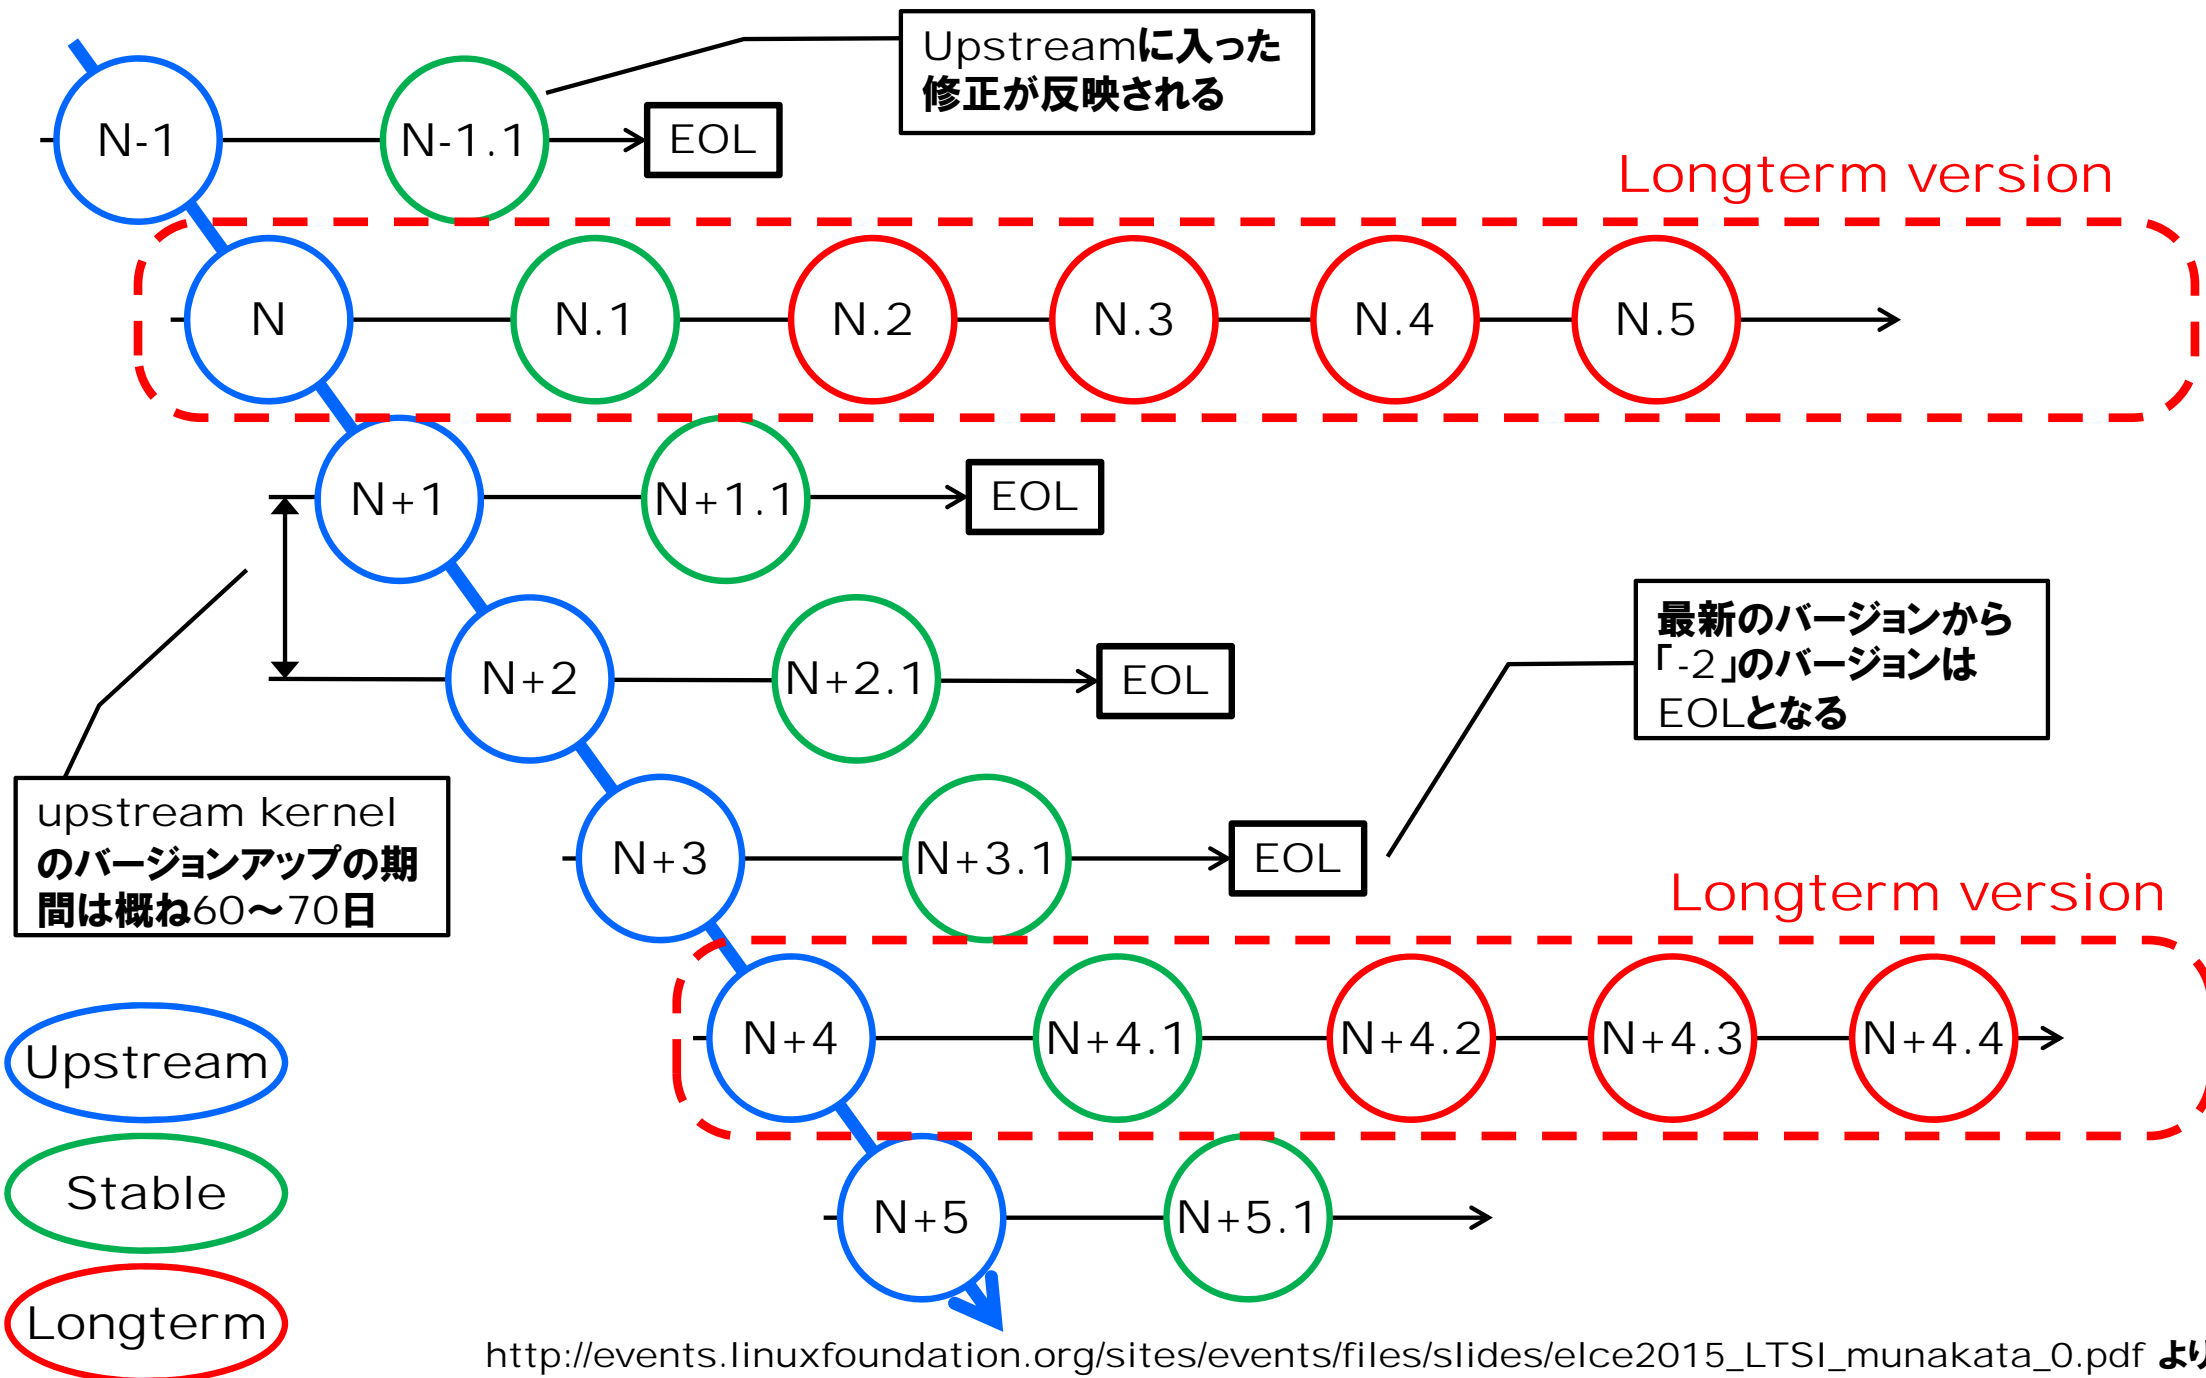 Upstreamに入った
修正が反映される
N-1
N-1.1
EOL
Longterm version
N
N.1
N.2
N.3
N.4
N.5
N+1
N+1.1
EOL
最新のバージョンから
「-2」のバージョンは
EOLとなる
N+2
N+2.1
EOL
upstream kernel
のバージョンアップの期
間は概ね60～70日
N+3
N+3.1
EOL
Longterm version
N+4
N+4.1
N+4.2
N+4.3
N+4.4
Upstream
Stable
N+5
N+5.1
Longterm
http://events.linuxfoundation.org/sites/events/files/slides/elce2015_LTSI_munakata_0.pdf より